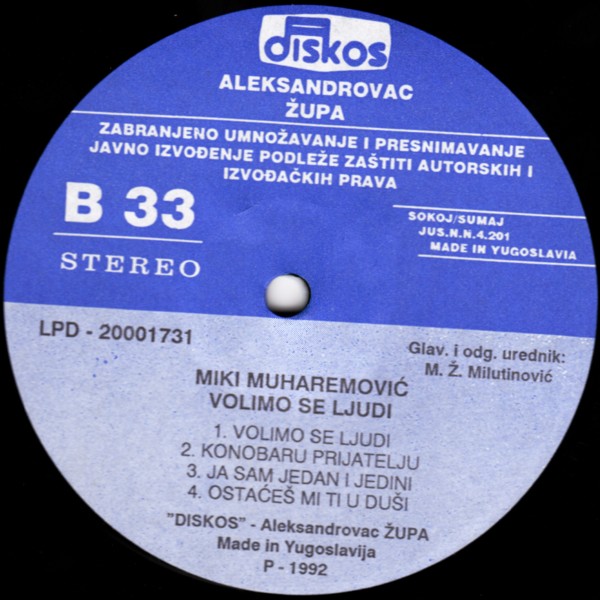 DISKOS
ALEKSANDROVAC
ŽUPA
ZABRANJENO UMNOŽAVANJE I PRESNIMAVANJE
JAVNO IZVOĐENJE PODLEŽE ZAŠTITI AUTORSKIH I
IZVOĐAČKIH PRAVA
B 33
STEREO
SOKOJ/SUMAJ
JUS.N.N.4.201
MADE IN YUGOSLAVIA
LPD - 20001731
Glav. i odg. urednik:
M. Ž. Milutinović
MIKI MUHAREMOVIĆ
VOLIMO SE LJUDI
1. VOLIMO SE LJUDI
2. KONOBARU PRIJATELJU
3. JA SAM JEDAN I JEDINI
4. OSTAĆEŠ MI TI U DUŠI
"DISKOS" - Aleksandrovac ŽUPA
Made in Yugoslavija
P - 1992